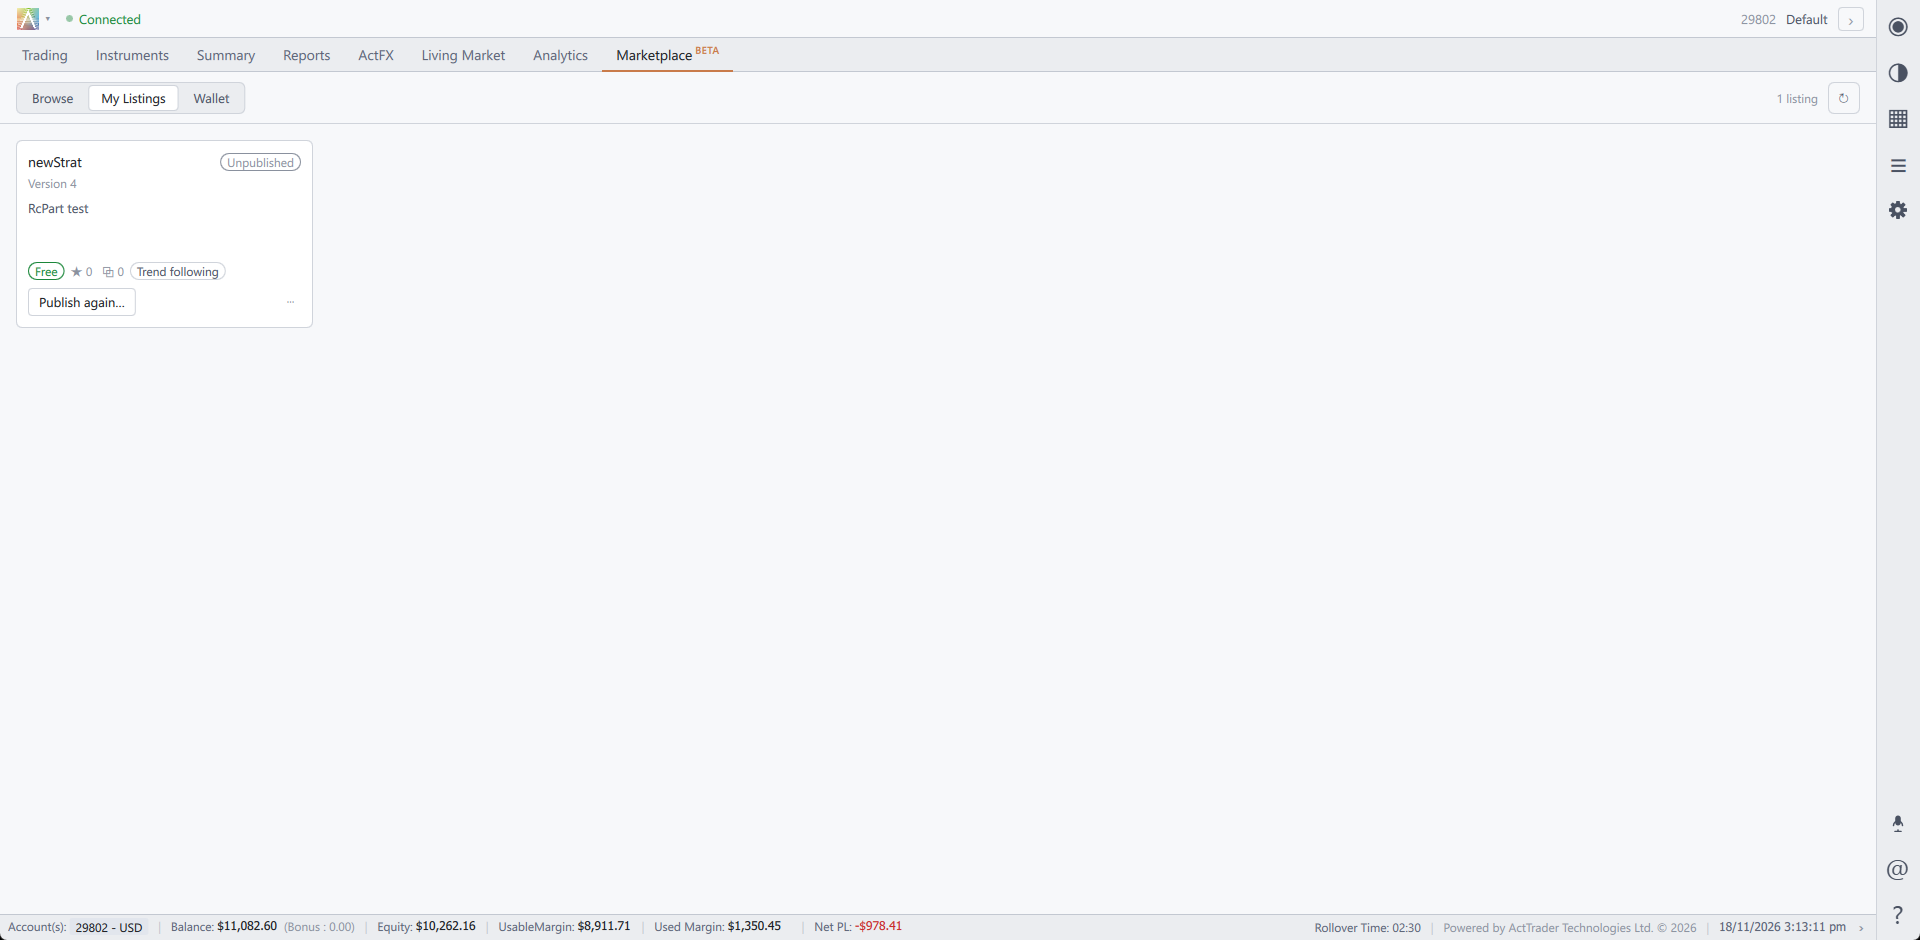 Connected
29802 Default
Trading Instruments Summary Reports ActFX Living Market Analytics Marketplace BETA
Browse My Listings Wallet
1 listing
newStrat Unpublished
Version 4
RcPart test
Free ★ 0 0 Trend following
Publish again... ...
Account(s): 29802 - USD | Balance: $11,082.60 (Bonus : 0.00) | Equity: $10,262.16 | UsableMargin: $8,911.71 | Used Margin: $1,350.45 | Net PL: -$978.41
Rollover Time: 02:30 | Powered by ActTrader Technologies Ltd. © 2026 | 18/11/2026 3:13:11 pm
@
?